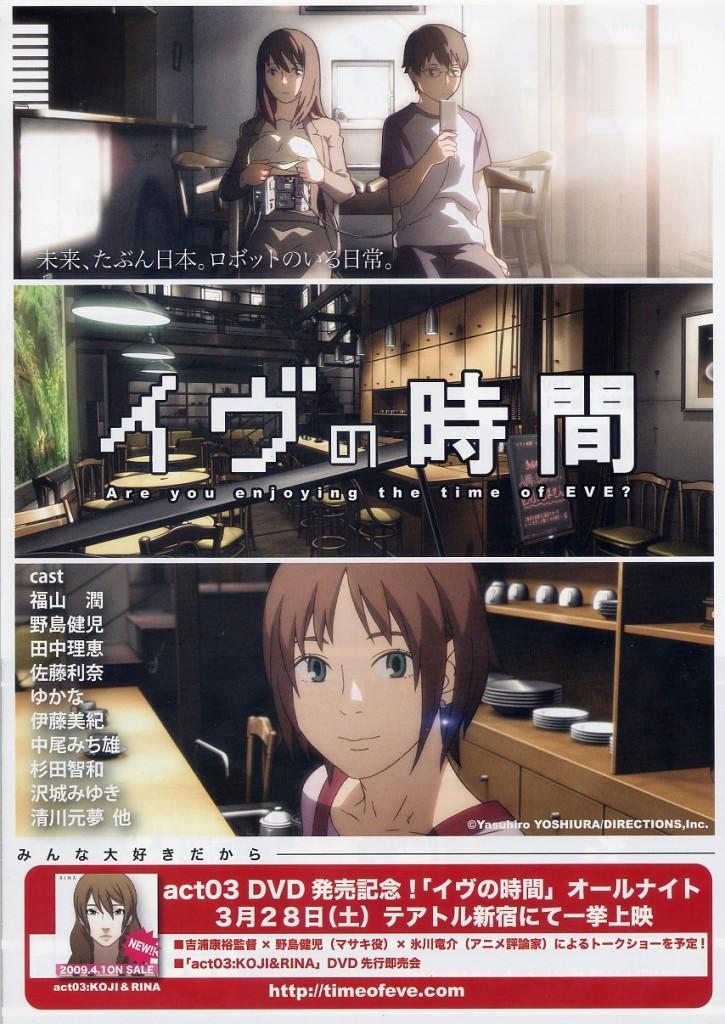 未来、たぶん日本。ロボットのいる日常。
イヴの時間
Are you enjoying the time of EVE?
cast
福山 潤
野島健児
田中理恵
佐藤利奈
ゆかな
伊藤美紀
中尾みち雄
杉田智和
沢城みゆき
清川元夢 他
©Yasuhiro YOSHIURA/DIRECTIONS,Inc.
みんな大好きだから
RINA
NEW!!
2009.4.1 ON SALE
act03:KOJI & RINA
act03 DVD 発売記念！「イヴの時間」オールナイト
3月28日(土) テアトル新宿にて一挙上映
■吉浦康裕監督 × 野島健児（マサキ役）× 氷川竜介（アニメ評論家）によるトークショーを予定！
■「act03:KOJI&RINA」DVD 先行即売会
http://timeofeve.com